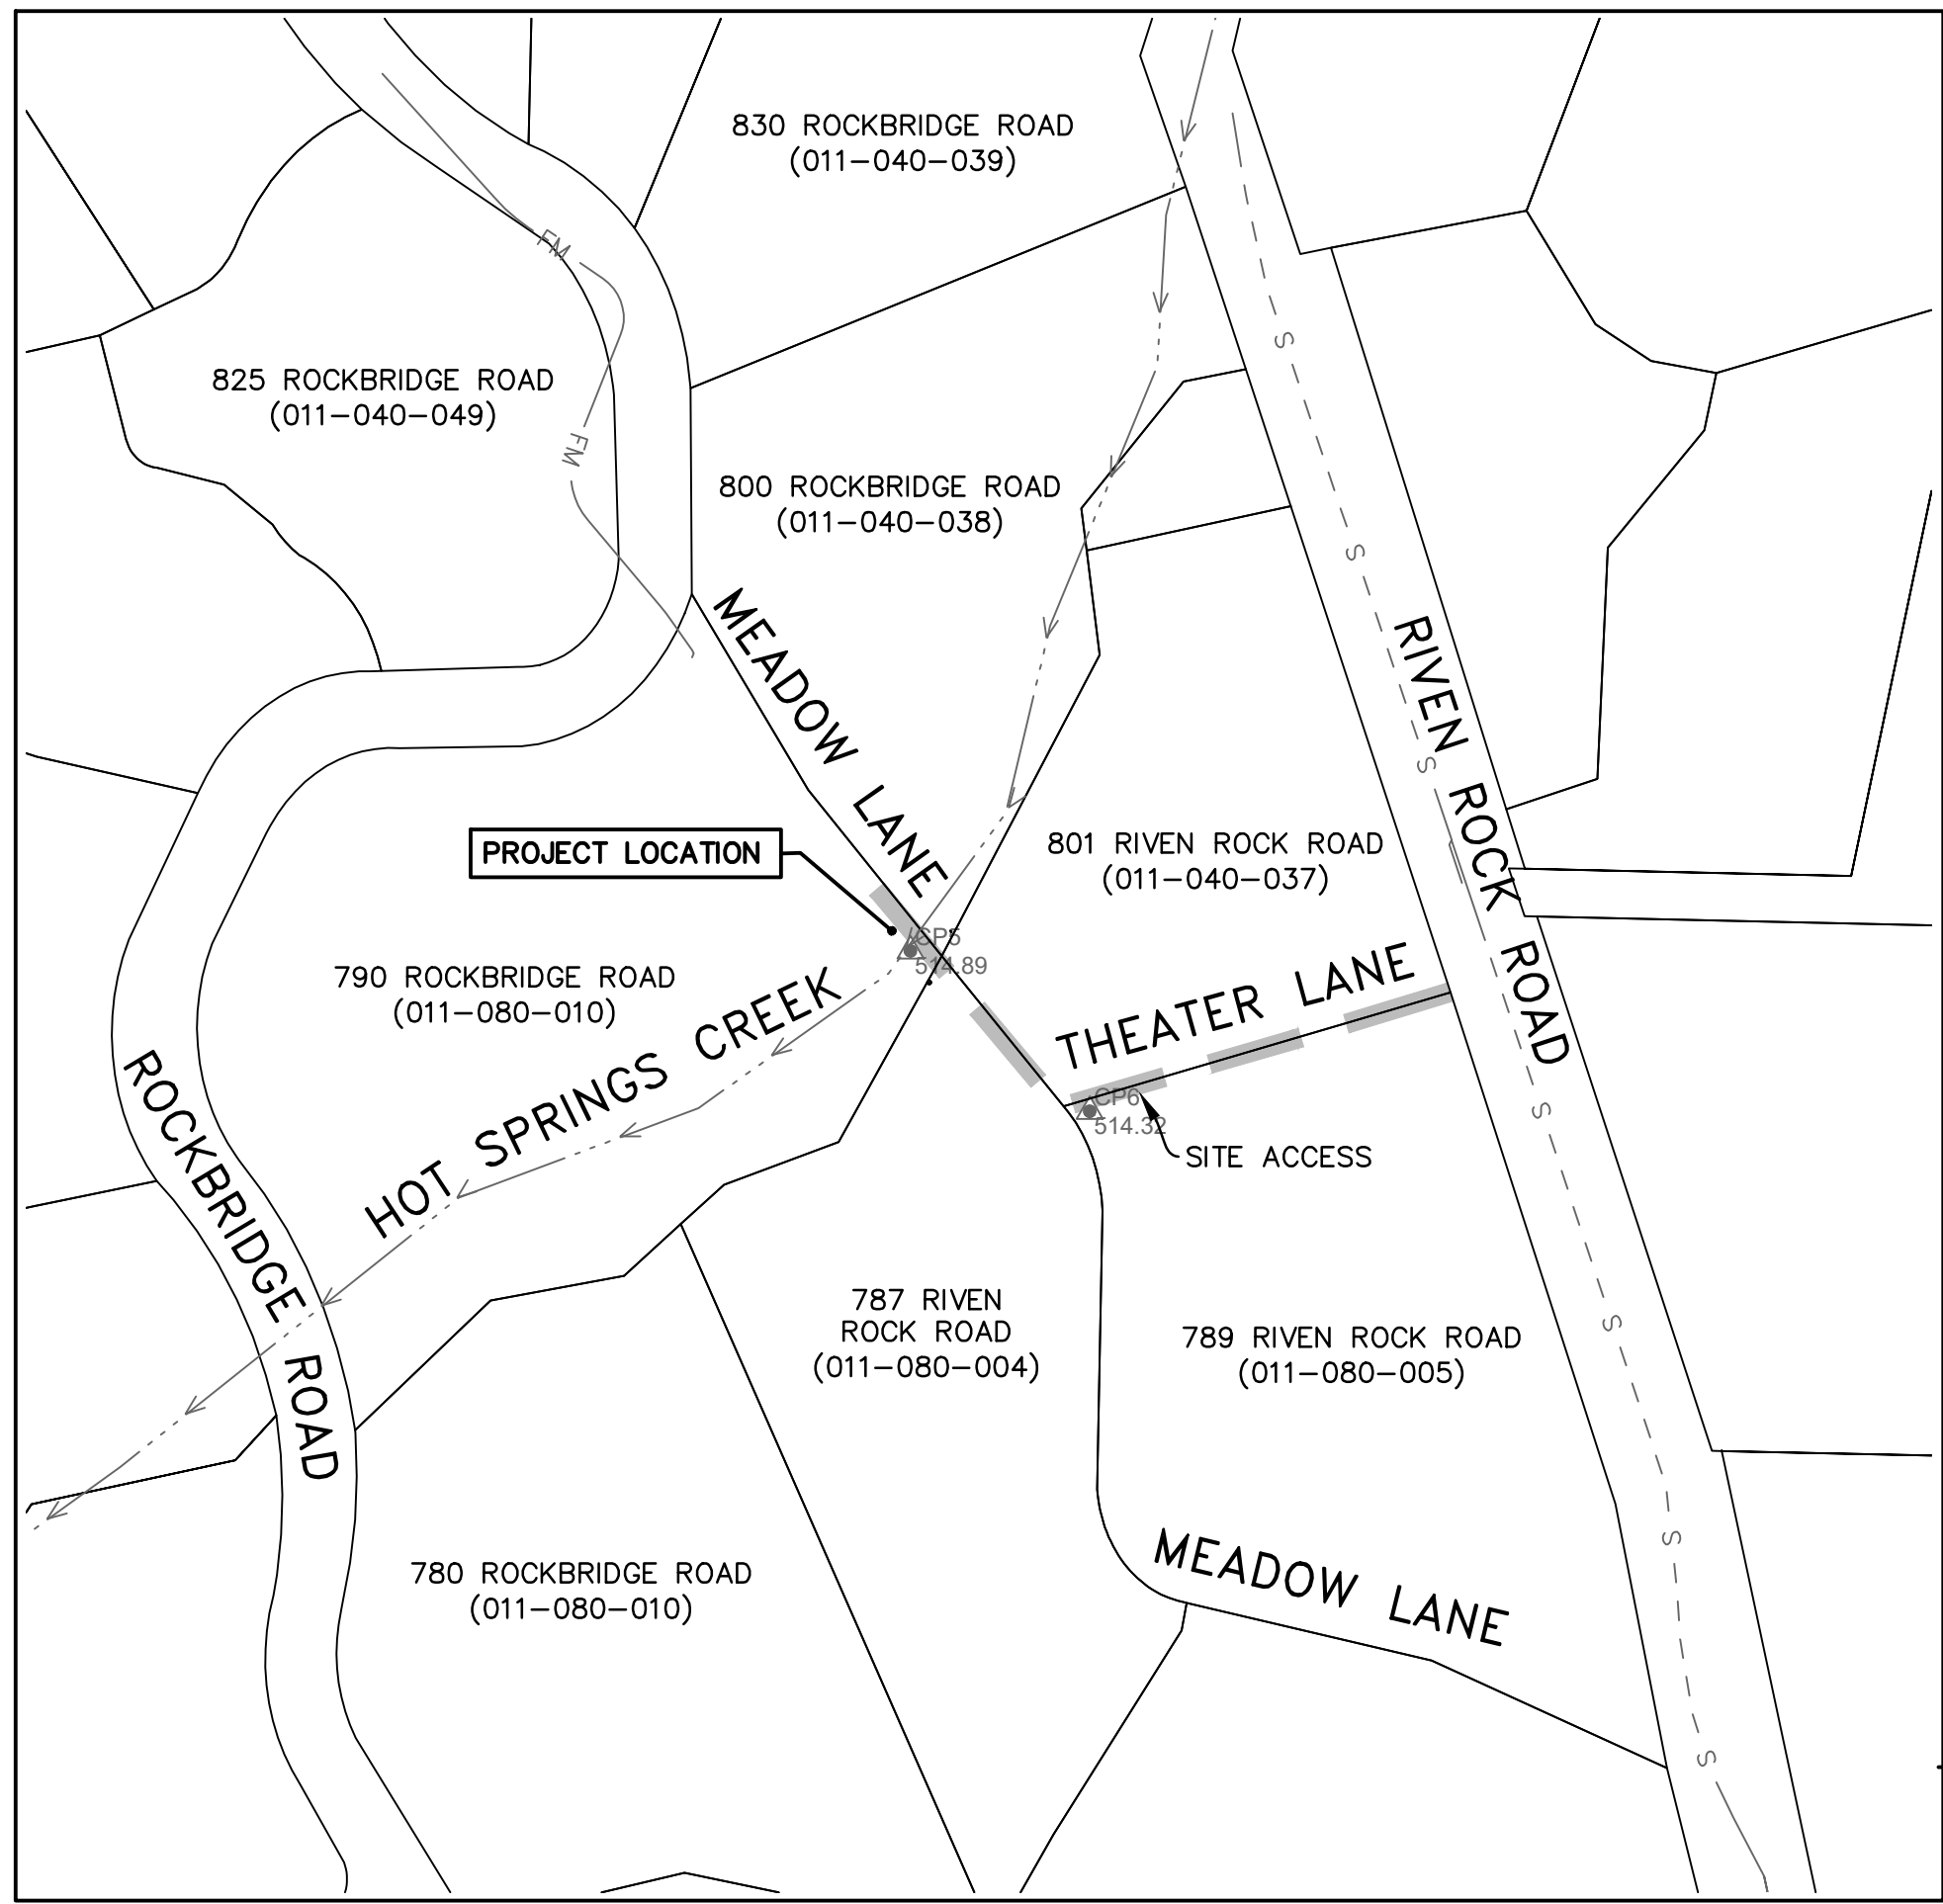 830 ROCKBRIDGE ROAD
(011-040-039)
FM
825 ROCKBRIDGE ROAD
(011-040-049)
FM
S
800 ROCKBRIDGE ROAD
(011-040-038)
S
MEADOW LANE
RIVEN ROCK ROAD
S
PROJECT LOCATION
801 RIVEN ROCK ROAD
(011-040-037)
CP5
514.89
790 ROCKBRIDGE ROAD
(011-080-010)
HOT SPRINGS CREEK
THEATER LANE
ROCKBRIDGE ROAD
CP6
514.32
S
SITE ACCESS
787 RIVEN
ROCK ROAD
(011-080-004)
789 RIVEN ROCK ROAD
(011-080-005)
S
780 ROCKBRIDGE ROAD
(011-080-010)
MEADOW LANE
S
S